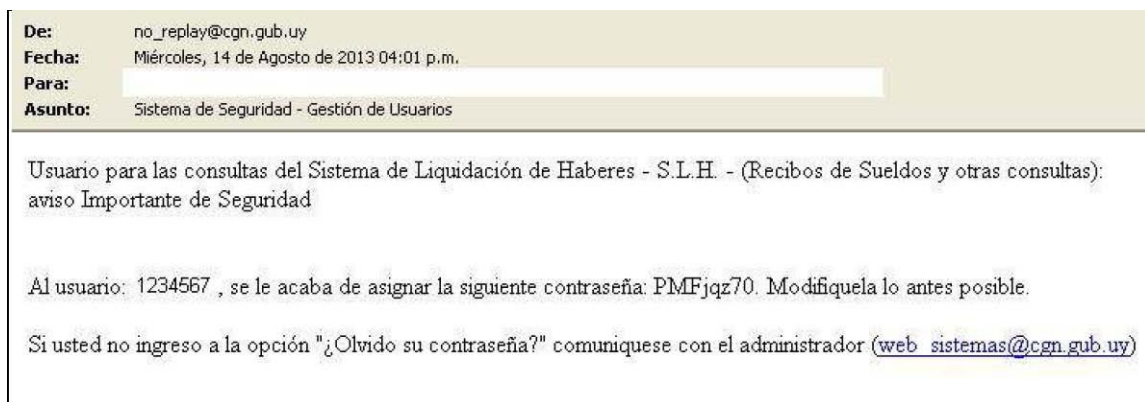 De: no_replay@cgn.gub.uy
Fecha: Miércoles, 14 de Agosto de 2013 04:01 p.m.
Para:
Asunto: Sistema de Seguridad - Gestión de Usuarios
Usuario para las consultas del Sistema de Liquidación de Haberes - S.L.H. - (Recibos de Sueldos y otras consultas):
aviso Importante de Seguridad
Al usuario: 1234567 , se le acaba de asignar la siguiente contraseña: PMFjqz70. Modifiquela lo antes posible.
Si usted no ingreso a la opción "¿Olvido su contraseña?" comuniquese con el administrador (web_sistemas@cgn.gub.uy)